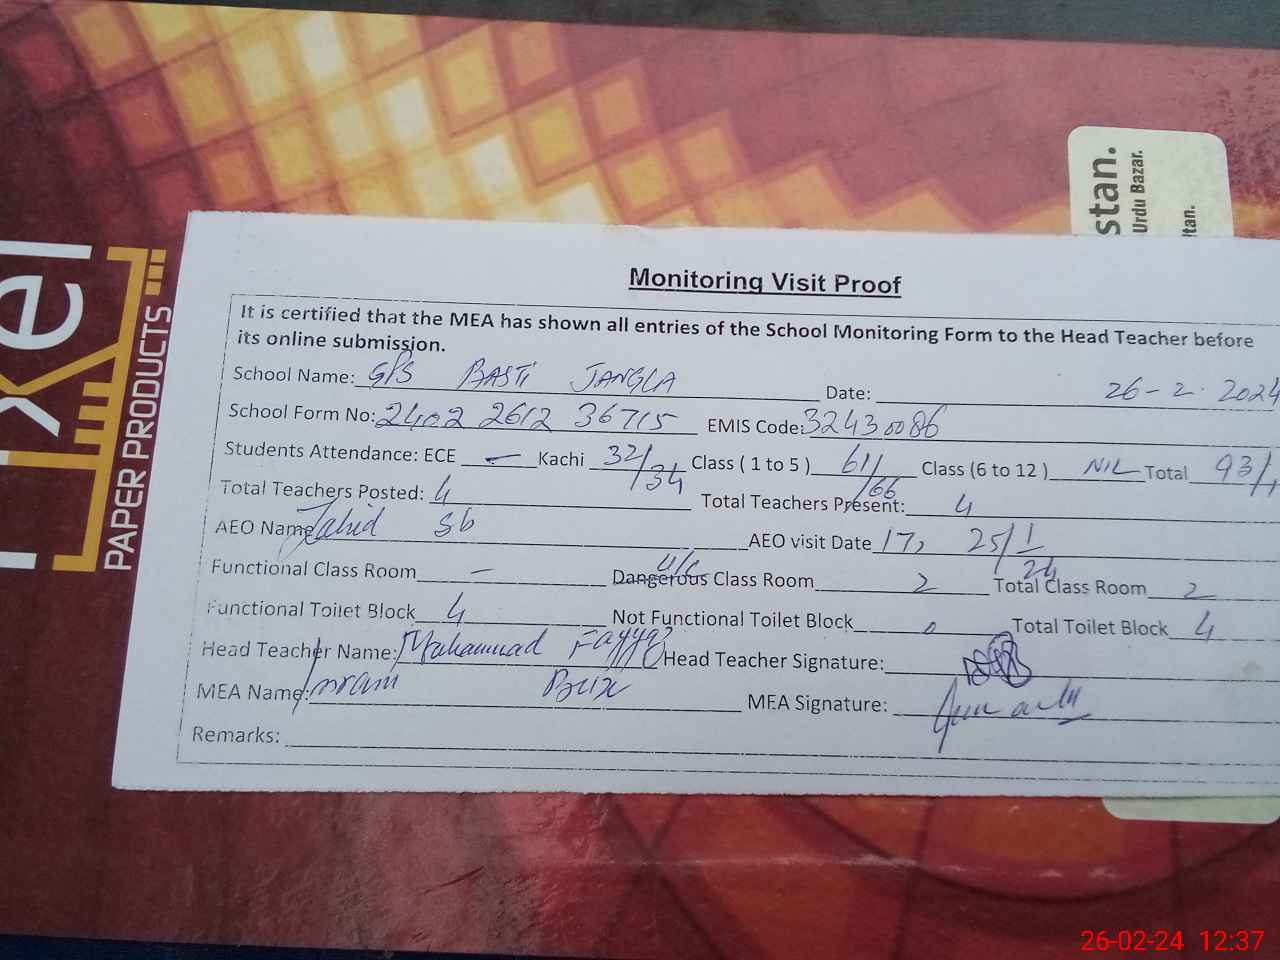 stan.
Urdu Bazar.
ltan.
PAPER PRODUCTS
Monitoring Visit Proof
It is certified that the MEA has shown all entries of the School Monitoring Form to the Head Teacher before
its online submission.
School Name: GPS BASTI JANGLA Date: 26-2-2024
School Form No: 2402 2612 36715 EMIS Code: 32430086
Students Attendance: ECE — Kachi 32/34 Class ( 1 to 5 ) 61/66 Class (6 to 12 ) NIL Total 93/
Total Teachers Posted: 4 Total Teachers Present: 4
AEO Name Zahid Sb AEO visit Date 17, 25/1/24
Functional Class Room — Dangerous U/C Class Room 2 Total Class Room 2
Functional Toilet Block 4 Not Functional Toilet Block 0 Total Toilet Block 4
Head Teacher Name: Muhammad Fayyaz Head Teacher Signature:
MEA Name: Imram Bux MEA Signature:
Remarks:
26-02-24 12:37